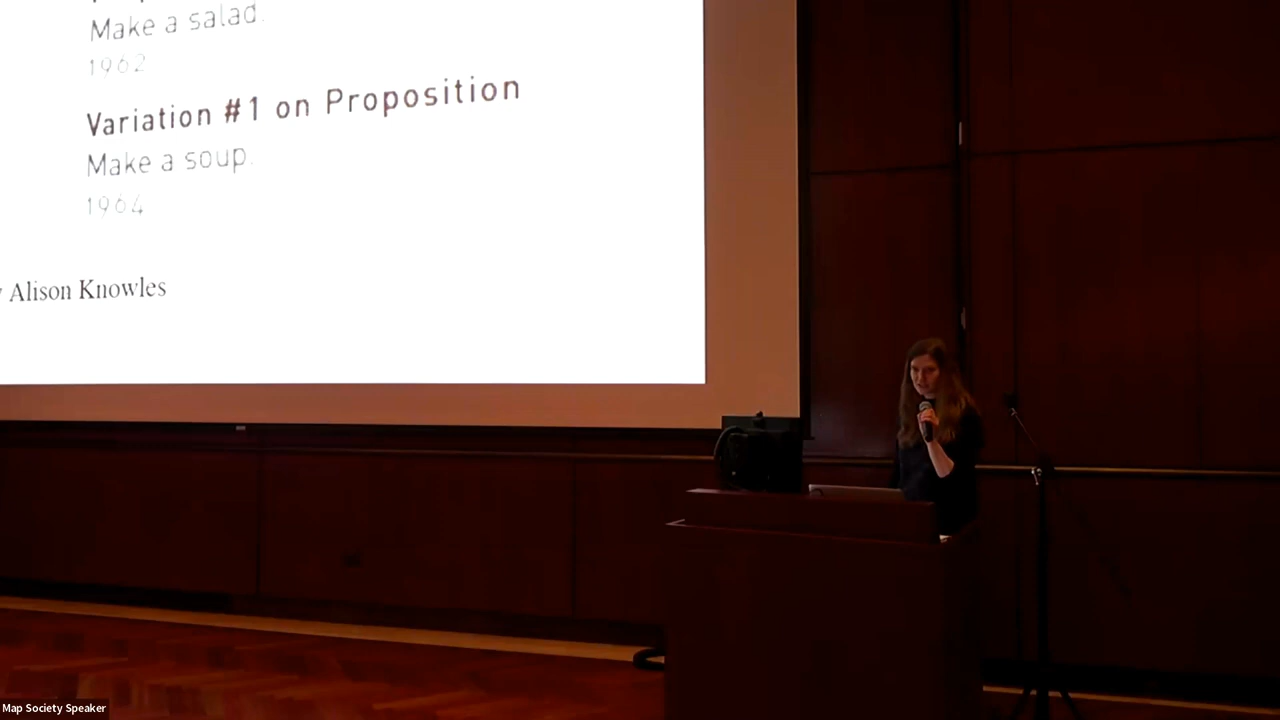 Make a salad.
1962
Variation #1 on Proposition
Make a soup.
1964
Alison Knowles
Map Society Speaker